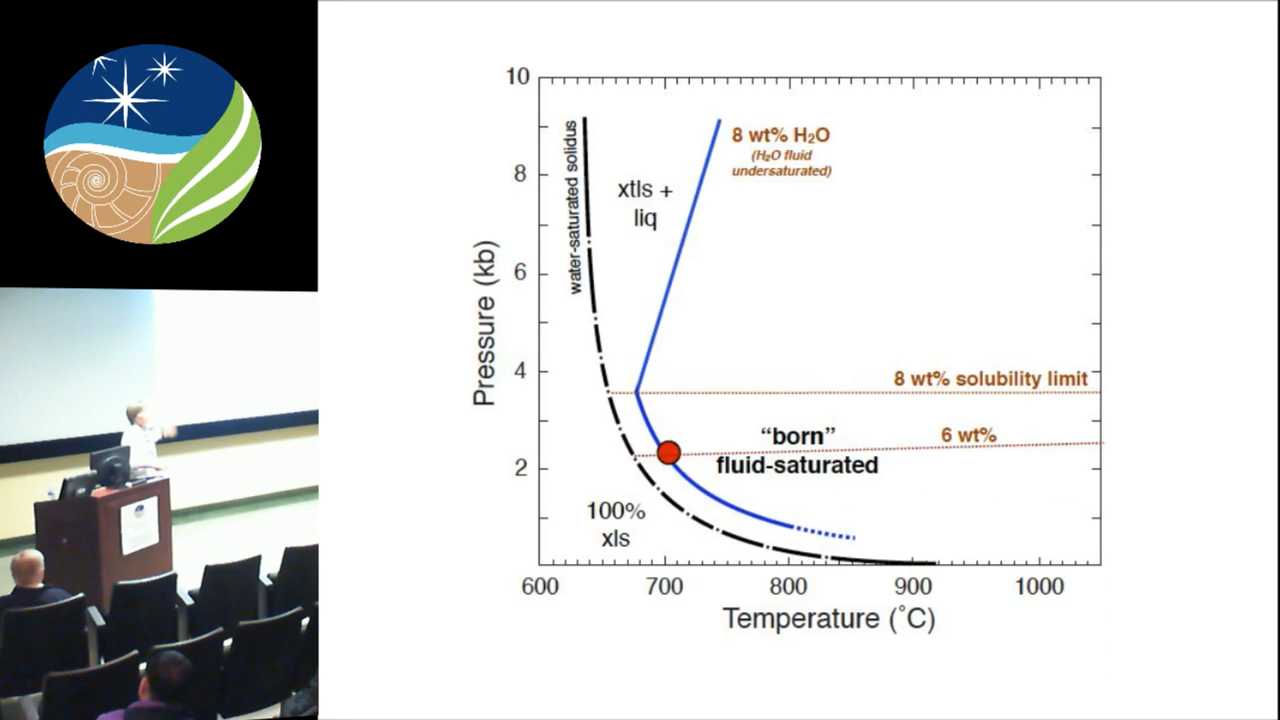 10
8
6
4
2
Pressure (kb)
water-saturated solidus
8 wt% H₂O
(H₂O fluid
undersaturated)
xtls +
liq
8 wt% solubility limit
6 wt%
“born”
fluid-saturated
100%
xls
600
700
800
900
1000
Temperature (˚C)